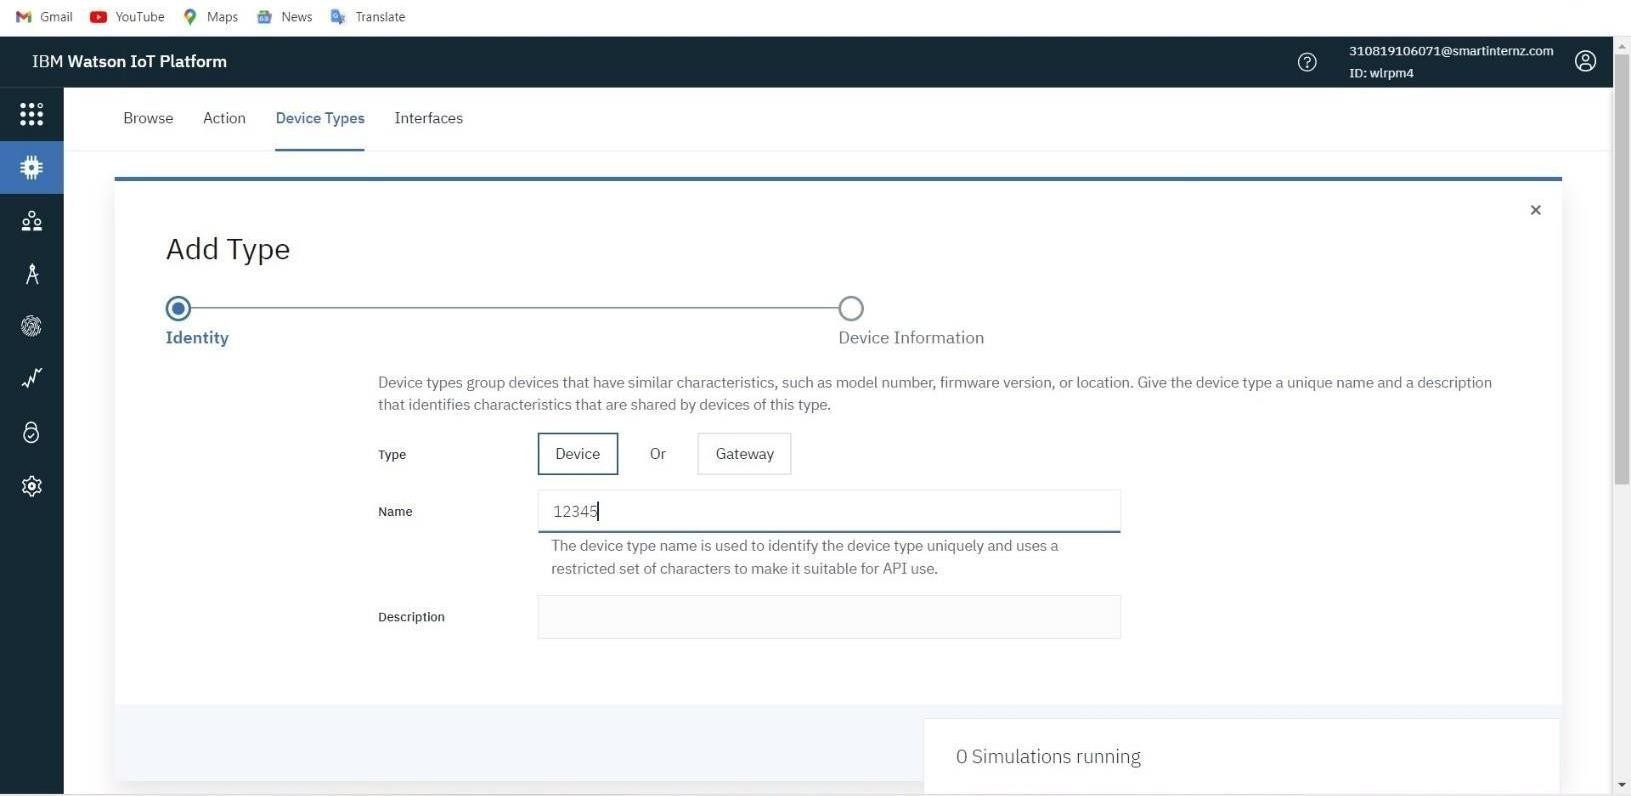 Gmail YouTube Maps News Translate
IBM Watson IoT Platform
310819106071@smartinternz.com
ID: wlrpm4
Browse Action Device Types Interfaces
Add Type
Identity
Device Information
Device types group devices that have similar characteristics, such as model number, firmware version, or location. Give the device type a unique name and a description
that identifies characteristics that are shared by devices of this type.
Type Device Or Gateway
Name 12345
The device type name is used to identify the device type uniquely and uses a
restricted set of characters to make it suitable for API use.
Description
0 Simulations running